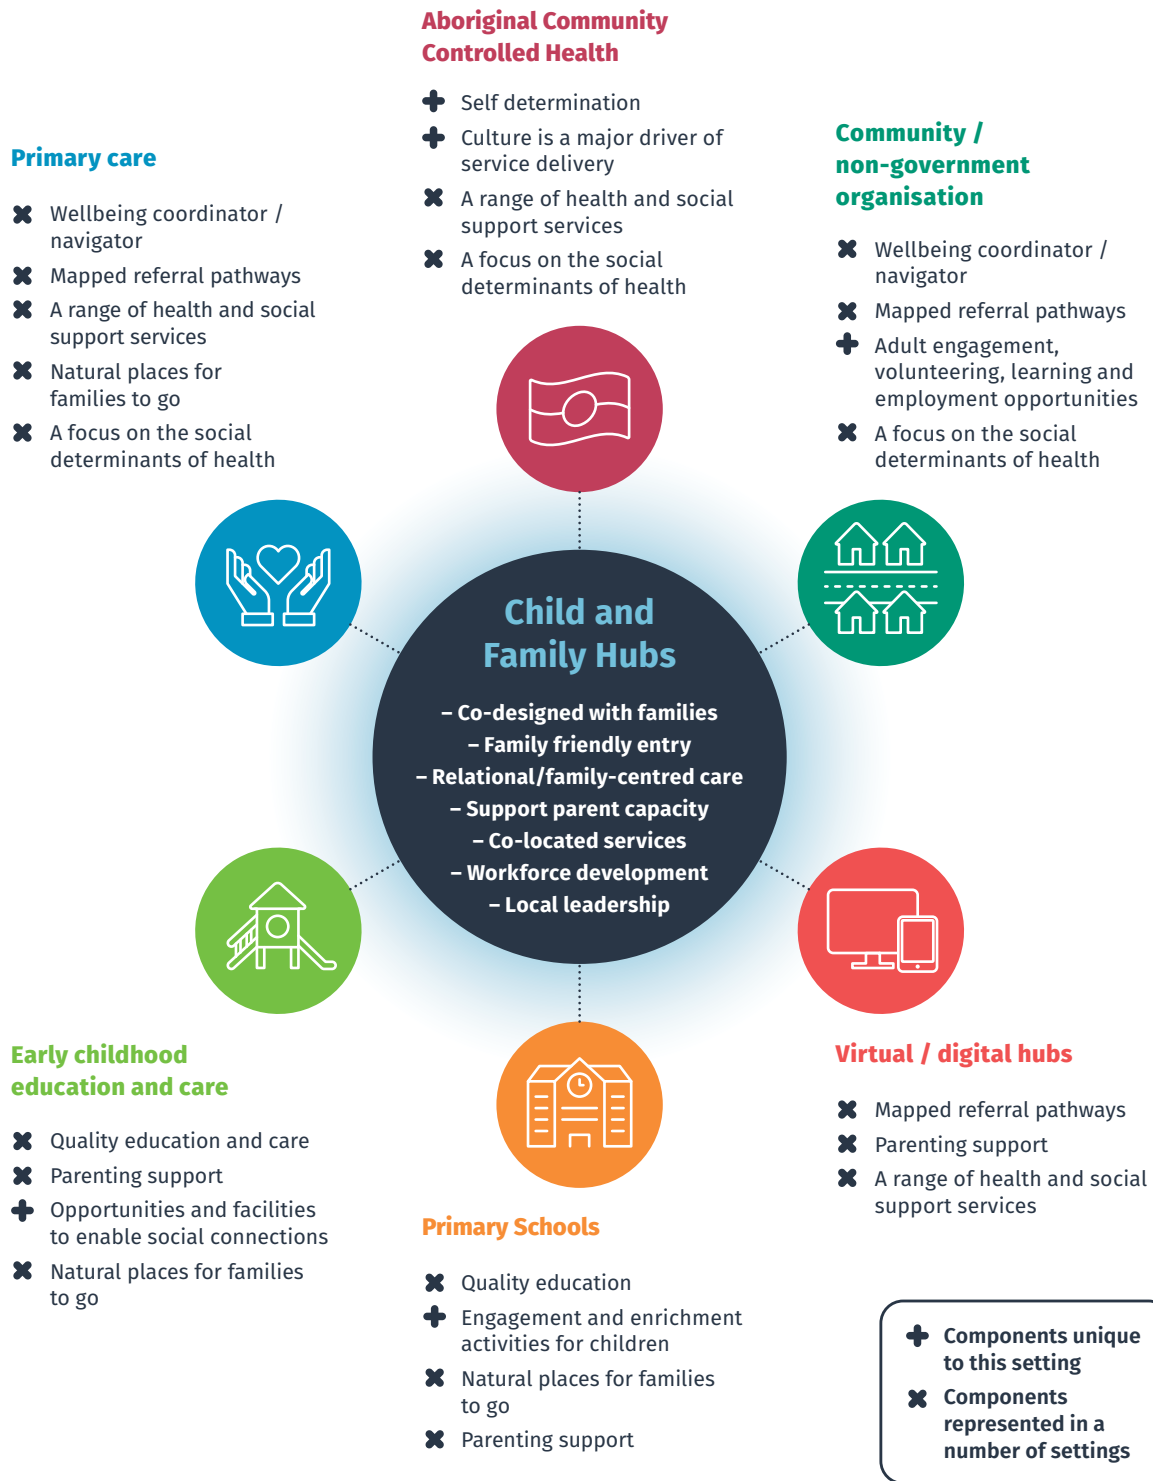 Aboriginal Community
Controlled Health
Self determination
Culture is a major driver of
service delivery
A range of health and social
support services
A focus on the social
determinants of health
Primary care
Wellbeing coordinator /
navigator
Mapped referral pathways
A range of health and social
support services
Natural places for
families to go
A focus on the social
determinants of health
Community /
non-government
organisation
Wellbeing coordinator /
navigator
Mapped referral pathways
Adult engagement,
volunteering, learning and
employment opportunities
A focus on the social
determinants of health
Child and
Family Hubs
– Co-designed with families
– Family friendly entry
– Relational/family-centred care
– Support parent capacity
– Co-located services
– Workforce development
– Local leadership
Early childhood
education and care
Quality education and care
Parenting support
Opportunities and facilities
to enable social connections
Natural places for families
to go
Primary Schools
Quality education
Engagement and enrichment
activities for children
Natural places for families
to go
Parenting support
Virtual / digital hubs
Mapped referral pathways
Parenting support
A range of health and social
support services
Components unique
to this setting
Components
represented in a
number of settings